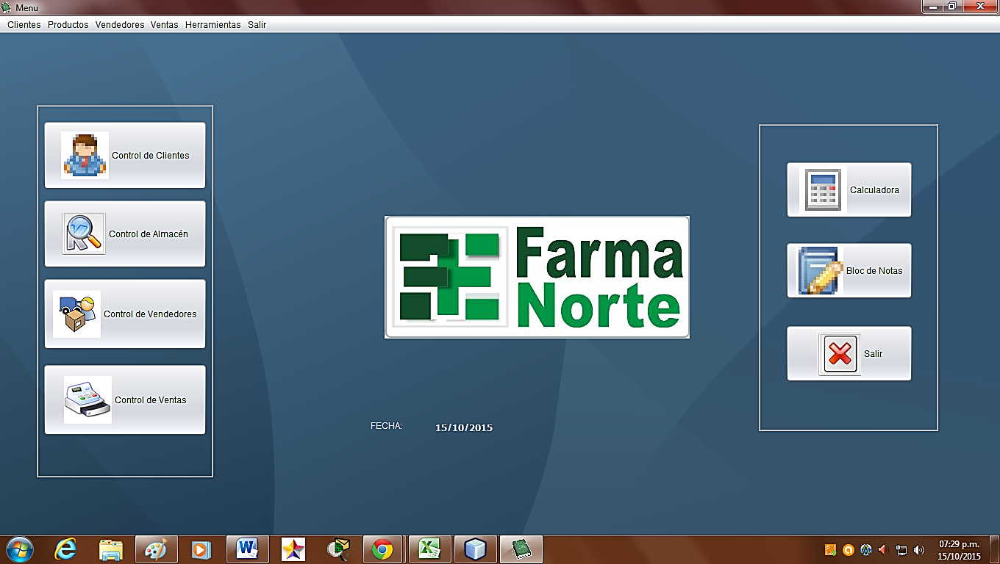 Menu
Clientes Productos Vendedores Ventas Herramientas Salir
Control de Clientes
Control de Almacén
Control de Vendedores
Control de Ventas
Farma
Norte
FECHA: 15/10/2015
Calculadora
Bloc de Notas
Salir
07:29 p.m.
15/10/2015